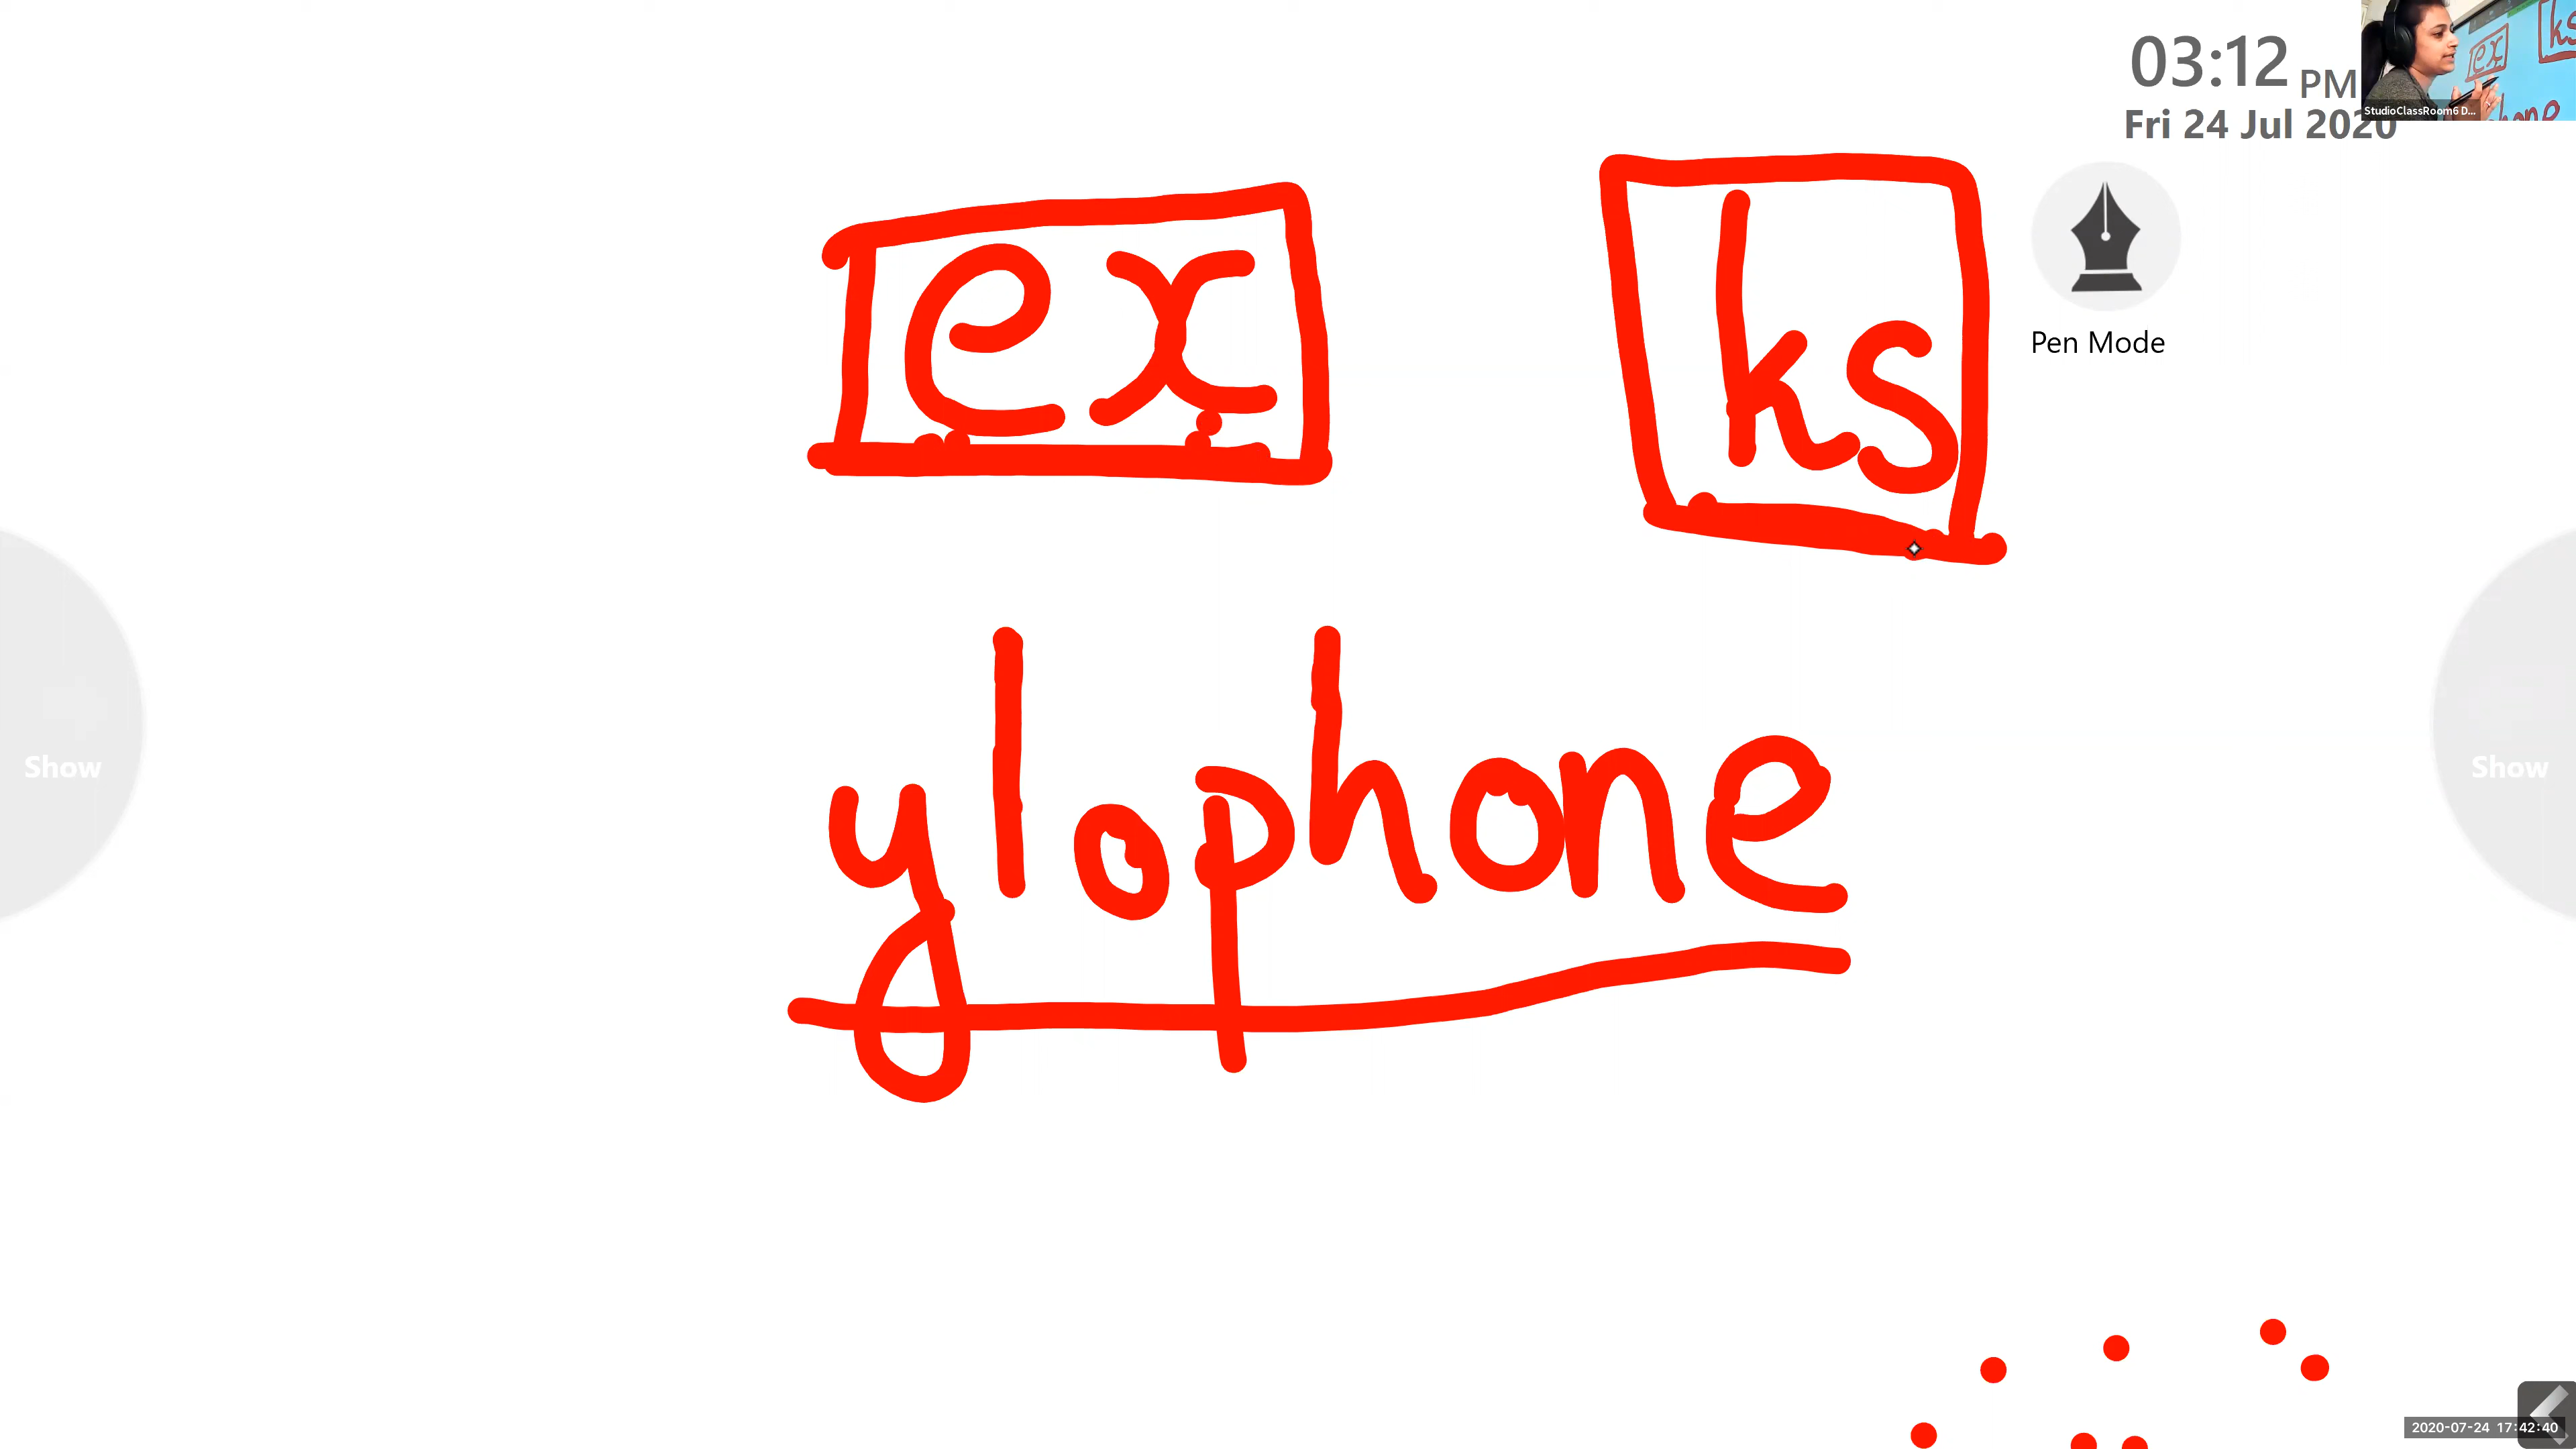 03:12 PM
Fri 24 Jul 2020
StudioClassRoom6 D...
ex ks
Pen Mode
ylophone
Show Show
2020-07-24 17:42:40